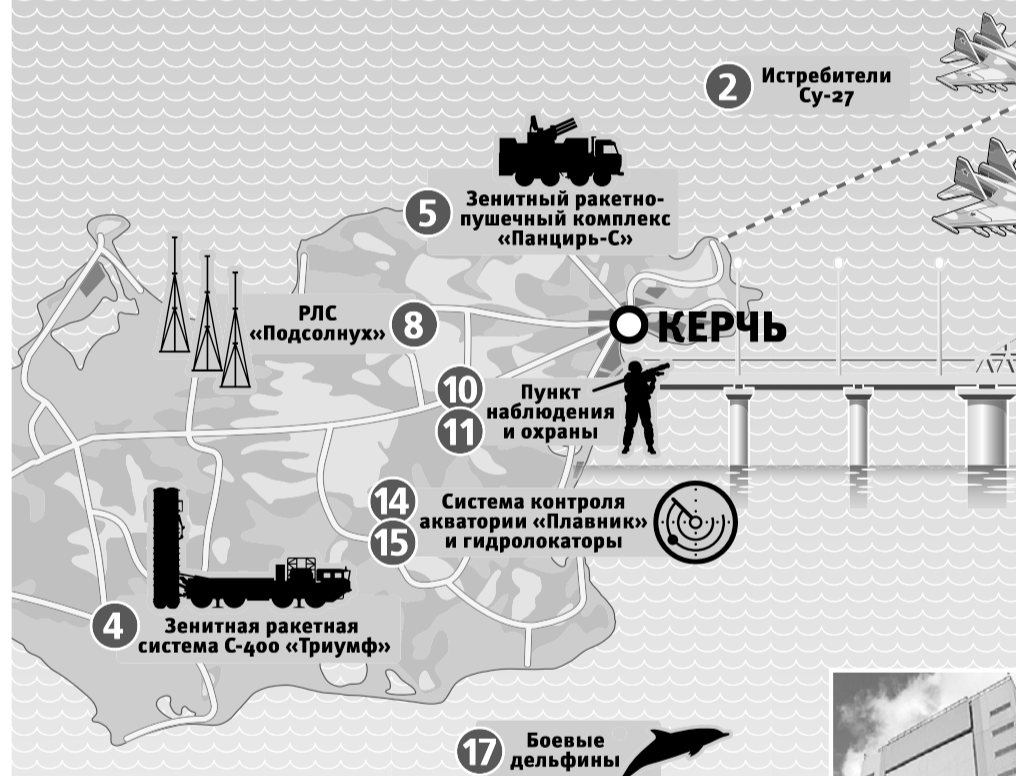 2
Истребители
Су-27
5
Зенитный ракетно-
пушечный комплекс
«Панцирь-С»
РЛС
«Подсолнух»
8
КЕРЧЬ
10
11
Пункт
наблюдения
и охраны
14
15
Система контроля
акватории «Плавник»
и гидролокаторы
4
Зенитная ракетная
система С-400 «Триумф»
17
Боевые
дельфины